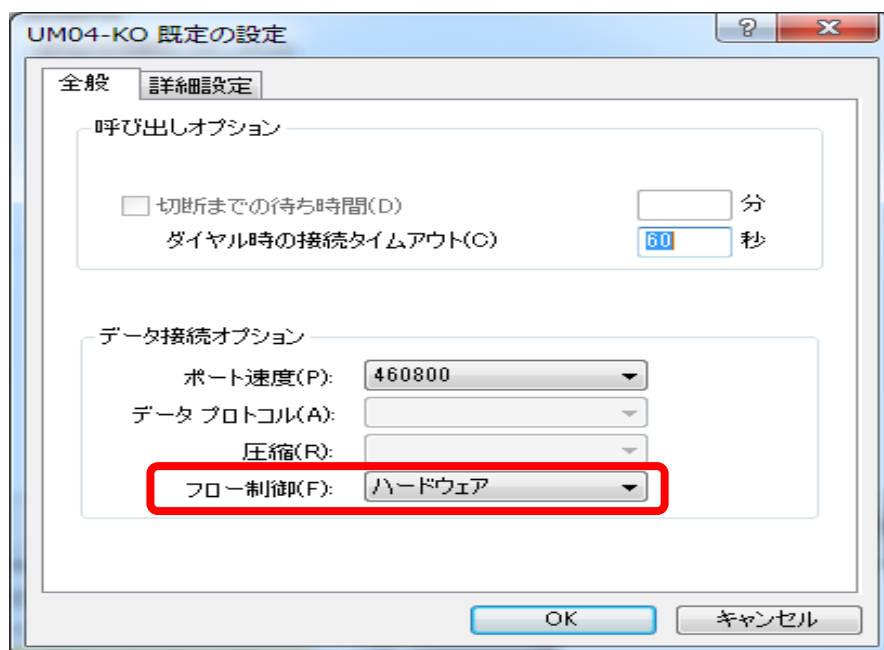 UM04-KO 既定の設定
全般 詳細設定
呼び出しオプション
切断までの待ち時間(D) 分
ダイヤル時の接続タイムアウト(C) 60 秒
データ接続オプション
ポート速度(P): 460800
データ プロトコル(A):
圧縮(R):
フロー制御(F): ハードウェア
OK キャンセル